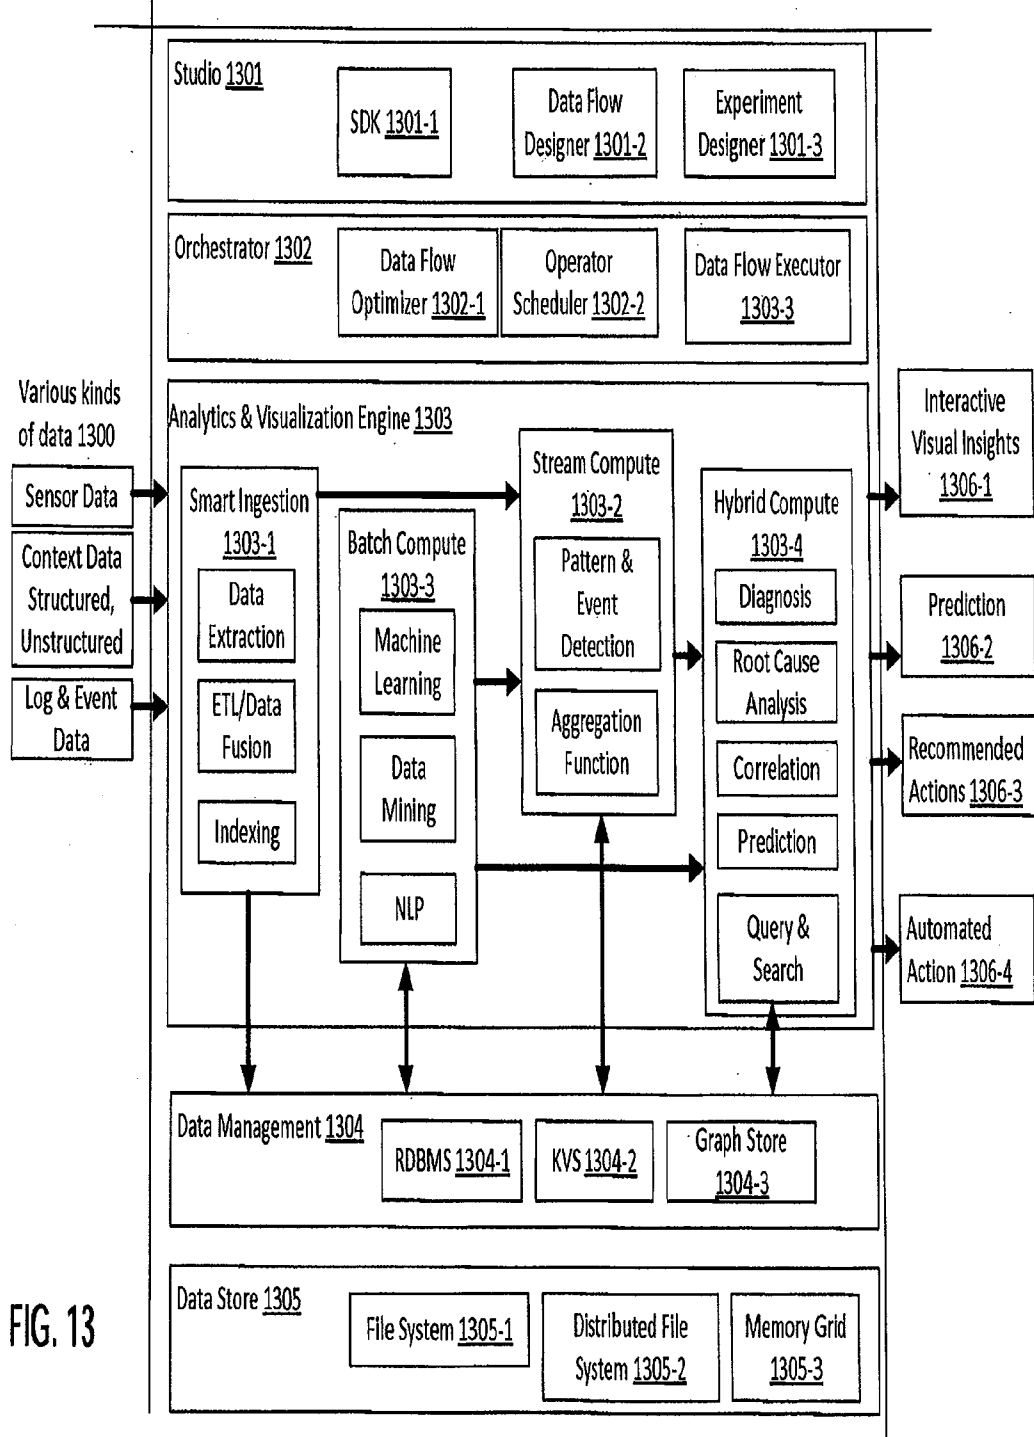 Studio 1301
SDK 1301-1
Data Flow
Designer 1301-2
Experiment
Designer 1301-3
Orchestrator 1302
Data Flow
Optimizer 1302-1
Operator
Scheduler 1302-2
Data Flow Executor
1303-3
Various kinds
of data 1300
Sensor Data
Context Data
Structured,
Unstructured
Log & Event
Data
Analytics & Visualization Engine 1303
Smart Ingestion
1303-1
Data
Extraction
ETL/Data
Fusion
Indexing
Batch Compute
1303-3
Machine
Learning
Data
Mining
NLP
Stream Compute
1303-2
Pattern &
Event
Detection
Aggregation
Function
Hybrid Compute
1303-4
Diagnosis
Root Cause
Analysis
Correlation
Prediction
Query &
Search
Interactive
Visual Insights
1306-1
Prediction
1306-2
Recommended
Actions 1306-3
Automated
Action 1306-4
Data Management 1304
RDBMS 1304-1
KVS 1304-2
Graph Store
1304-3
Data Store 1305
File System 1305-1
Distributed File
System 1305-2
Memory Grid
1305-3
FIG. 13